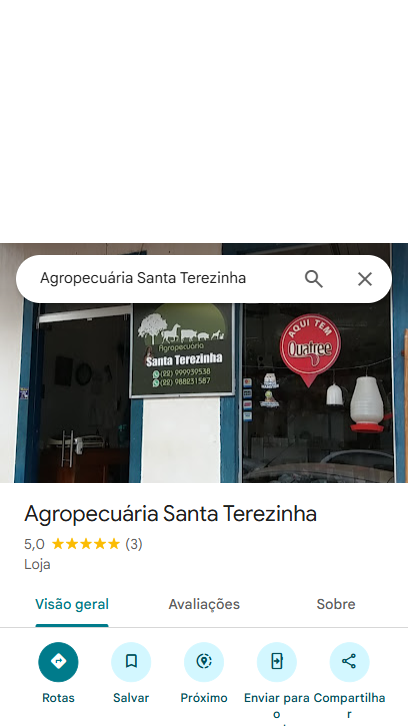 Agropecuária Santa Terezinha
Agropecuária
Santa Terezinha
(22) 999939538
(22) 988231587
AQUI TEM
Ouatree
Agropecuária Santa Terezinha
5,0 (3)
Loja
Visão geral Avaliações Sobre
Rotas Salvar Próximo Enviar para o Compartilhar